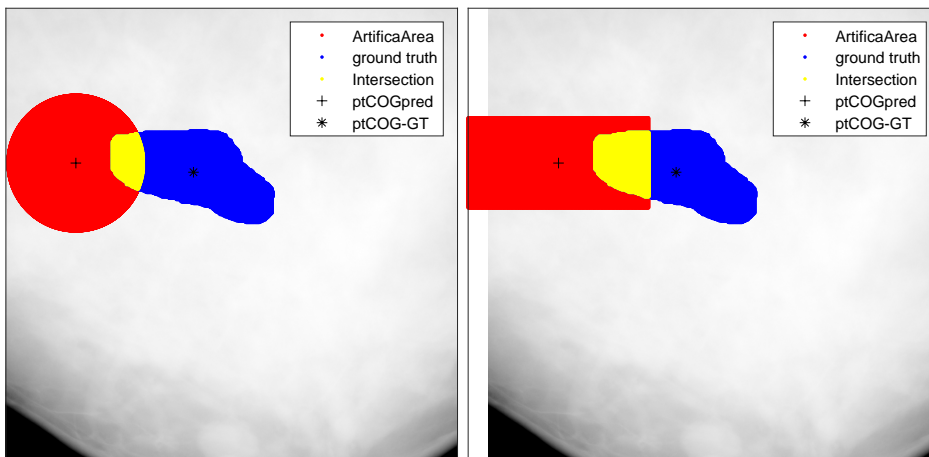 ArtificaArea
ground truth
Intersection
ptCOGpred
ptCOG-GT
ArtificaArea
ground truth
Intersection
ptCOGpred
ptCOG-GT